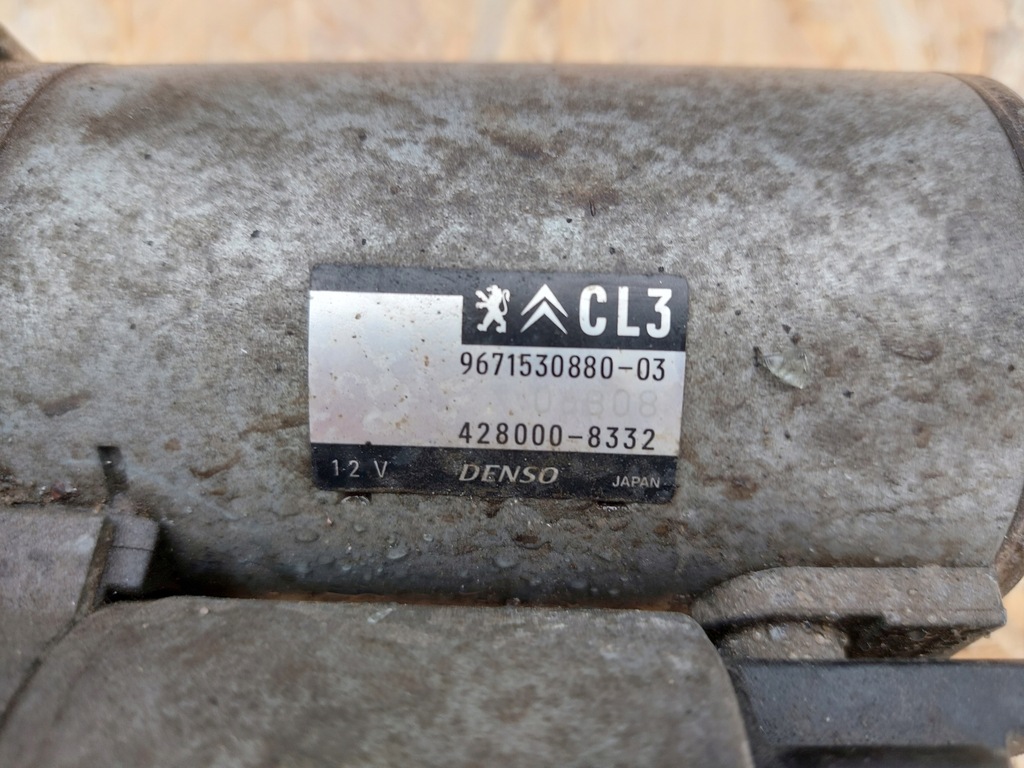 CL3
9671530880-03
428000-8332
12 V DENSO JAPAN